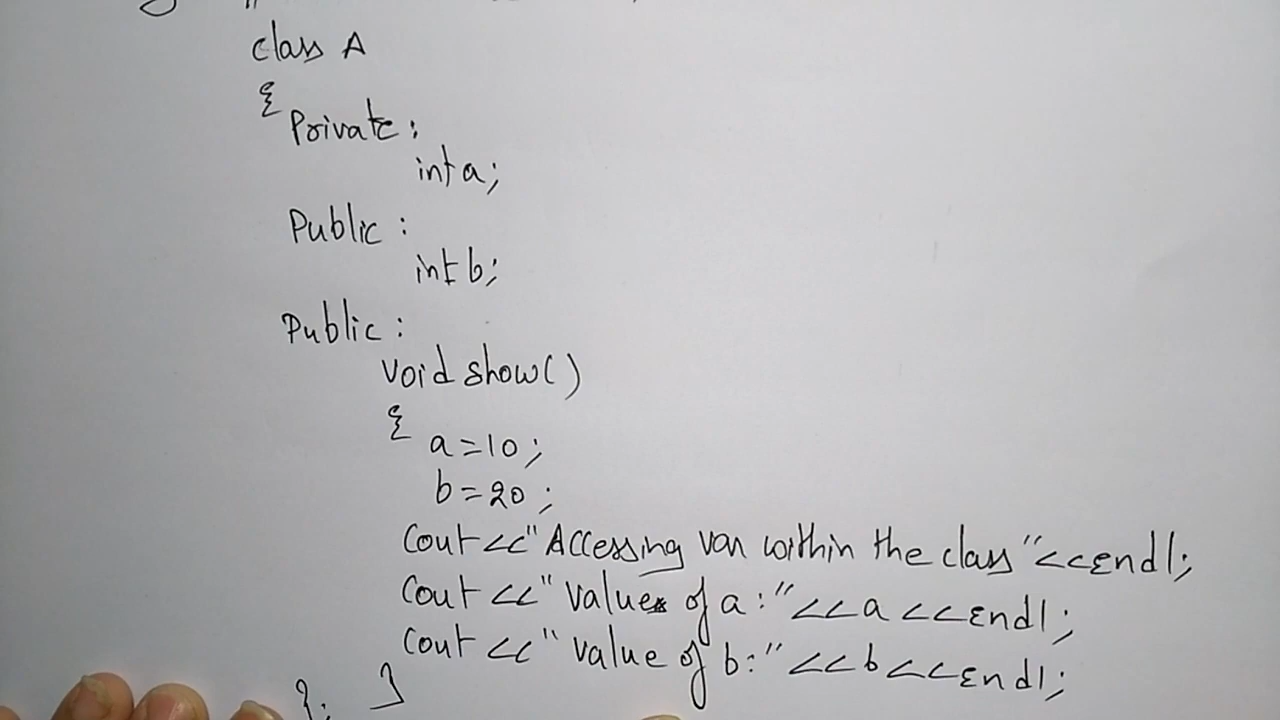 class A
{
Private :
int a;
Public :
int b;
Public :
void show()
{
a=10;
b=20;
Cout<<"Accessing var within the class"<<endl;
Cout<<"Value of a:"<<a<<Endl;
Cout<<"Value of b:"<<b<<Endl;
}; }